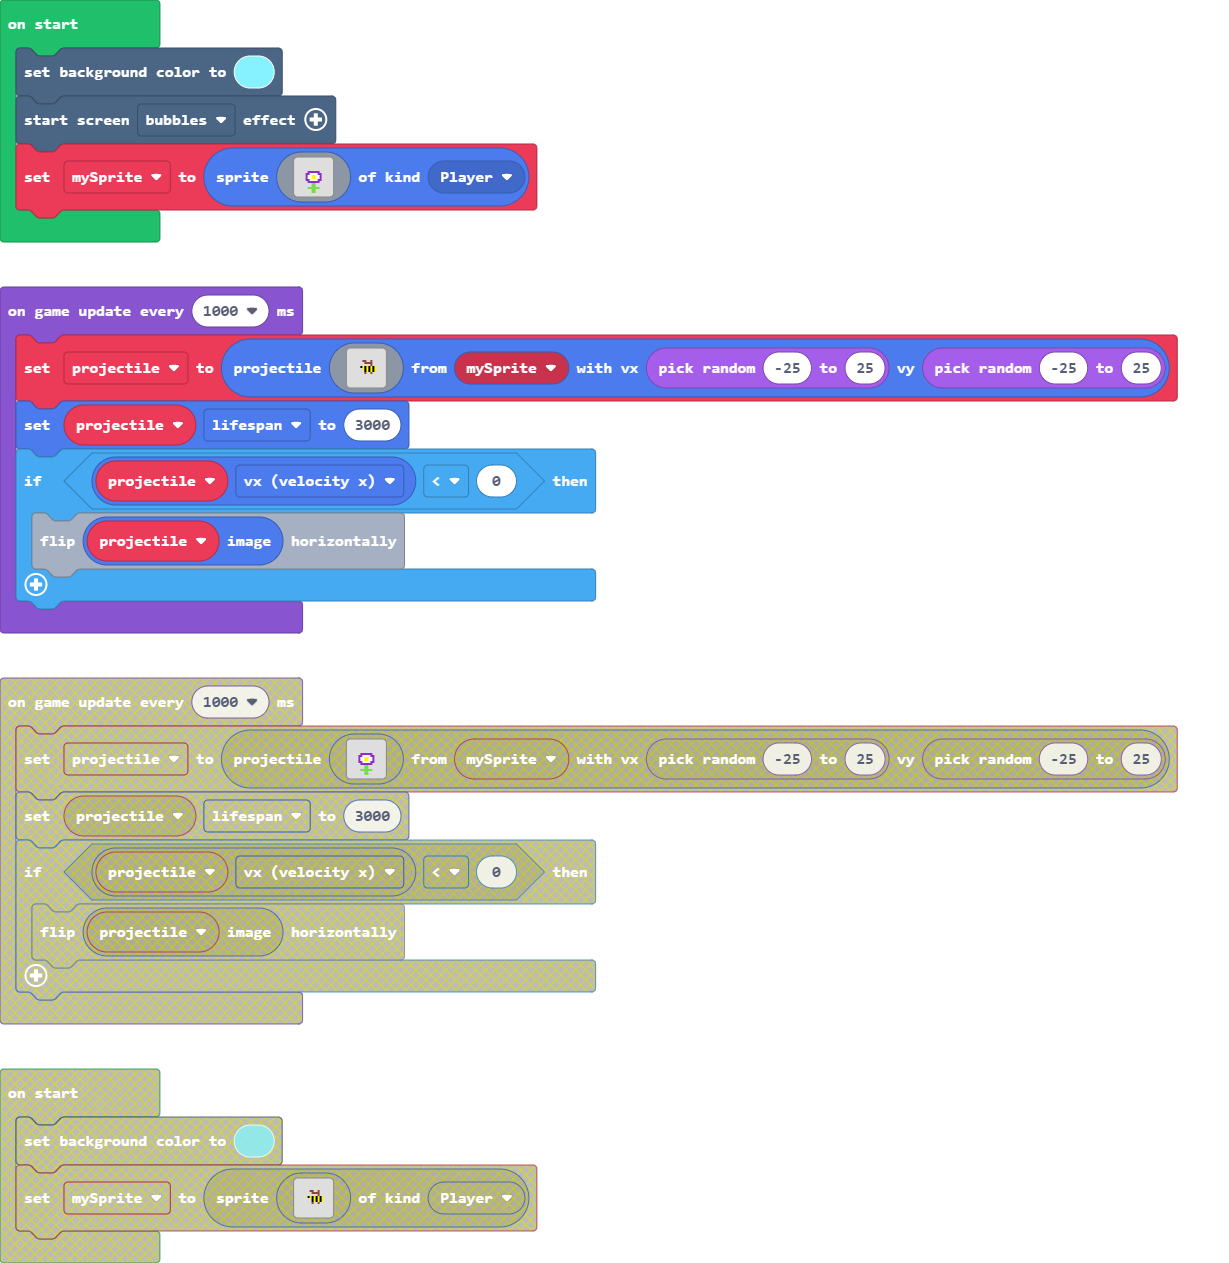 on start
set background color to
start screen bubbles effect
set mySprite to sprite of kind Player
on game update every 1000 ms
set projectile to projectile from mySprite with vx pick random -25 to 25 vy pick random -25 to 25
set projectile lifespan to 3000
if projectile vx (velocity x) < 0 then
flip projectile image horizontally
on game update every 1000 ms
set projectile to projectile from mySprite with vx pick random -25 to 25 vy pick random -25 to 25
set projectile lifespan to 3000
if projectile vx (velocity x) < 0 then
flip projectile image horizontally
on start
set background color to
set mySprite to sprite of kind Player